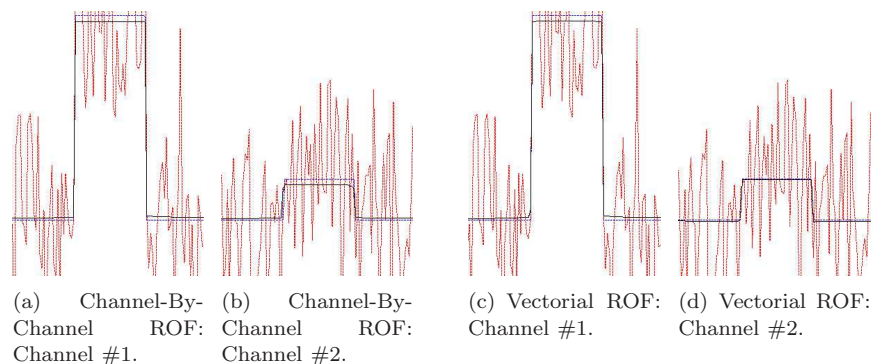 (a) Channel-By-
Channel ROF:
Channel #1.
(b) Channel-By-
Channel ROF:
Channel #2.
(c) Vectorial ROF:
Channel #1.
(d) Vectorial ROF:
Channel #2.